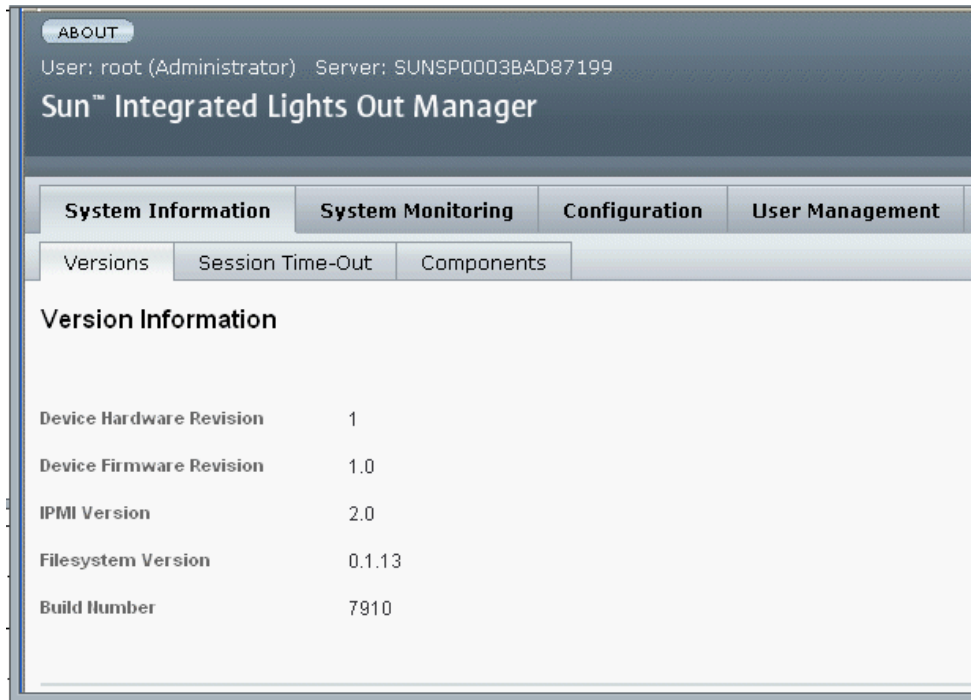 ABOUT
User: root (Administrator) Server: SUNSP0003BAD87199
Sun™ Integrated Lights Out Manager
System Information System Monitoring Configuration User Management
Versions Session Time-Out Components
Version Information
Device Hardware Revision 1
Device Firmware Revision 1.0
IPMI Version 2.0
Filesystem Version 0.1.13
Build Number 7910